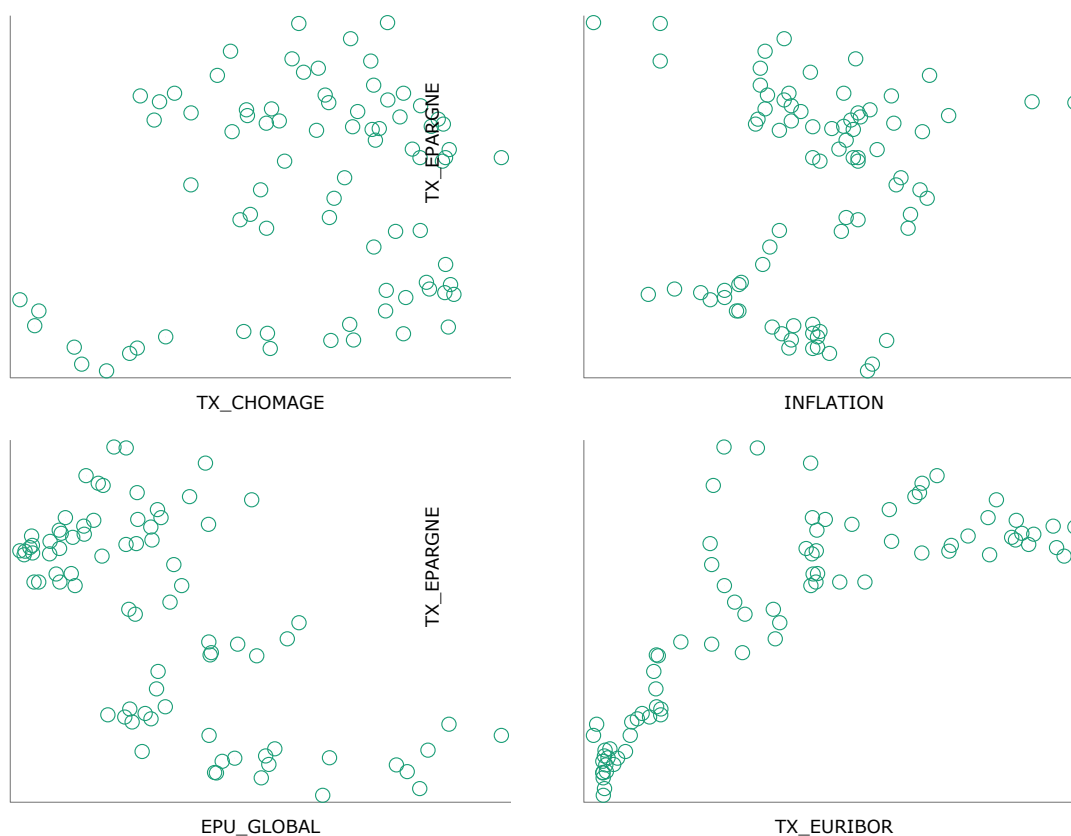 TX_EPARGNE
TX_CHOMAGE
INFLATION
TX_EPARGNE
EPU_GLOBAL
TX_EURIBOR